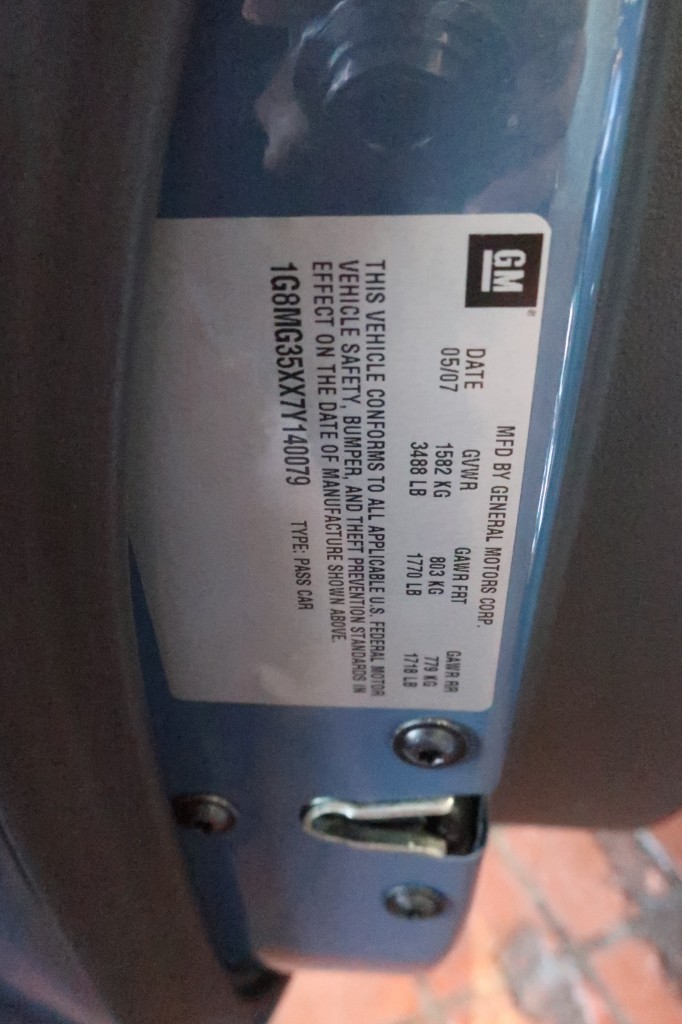 GM
MFD BY GENERAL MOTORS CORP.
DATE GVWR GAWR FRT GAWR RR
05/07 1582 KG 803 KG 779 KG
3488 LB 1770 LB 1718 LB
THIS VEHICLE CONFORMS TO ALL APPLICABLE U.S. FEDERAL MOTOR
VEHICLE SAFETY, BUMPER, AND THEFT PREVENTION STANDARDS IN
EFFECT ON THE DATE OF MANUFACTURE SHOWN ABOVE.
1G8MG35XX7Y140079 TYPE: PASS CAR